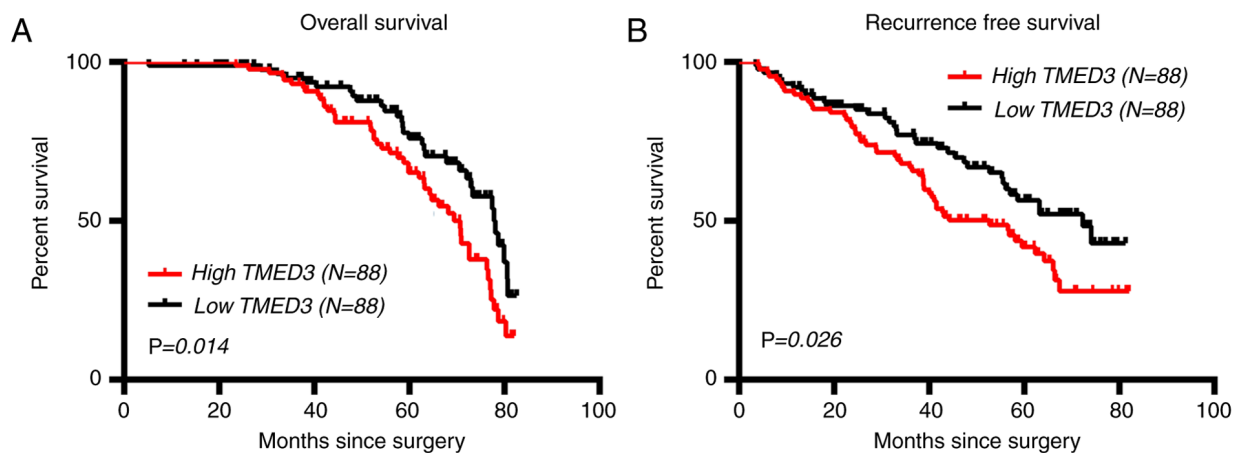 A
Overall survival
Percent survival
100
50
0
High TMED3 (N=88)
Low TMED3 (N=88)
P=0.014
0 20 40 60 80 100
Months since surgery
B
Recurrence free survival
Percent survival
100
50
0
High TMED3 (N=88)
Low TMED3 (N=88)
P=0.026
0 20 40 60 80 100
Months since surgery